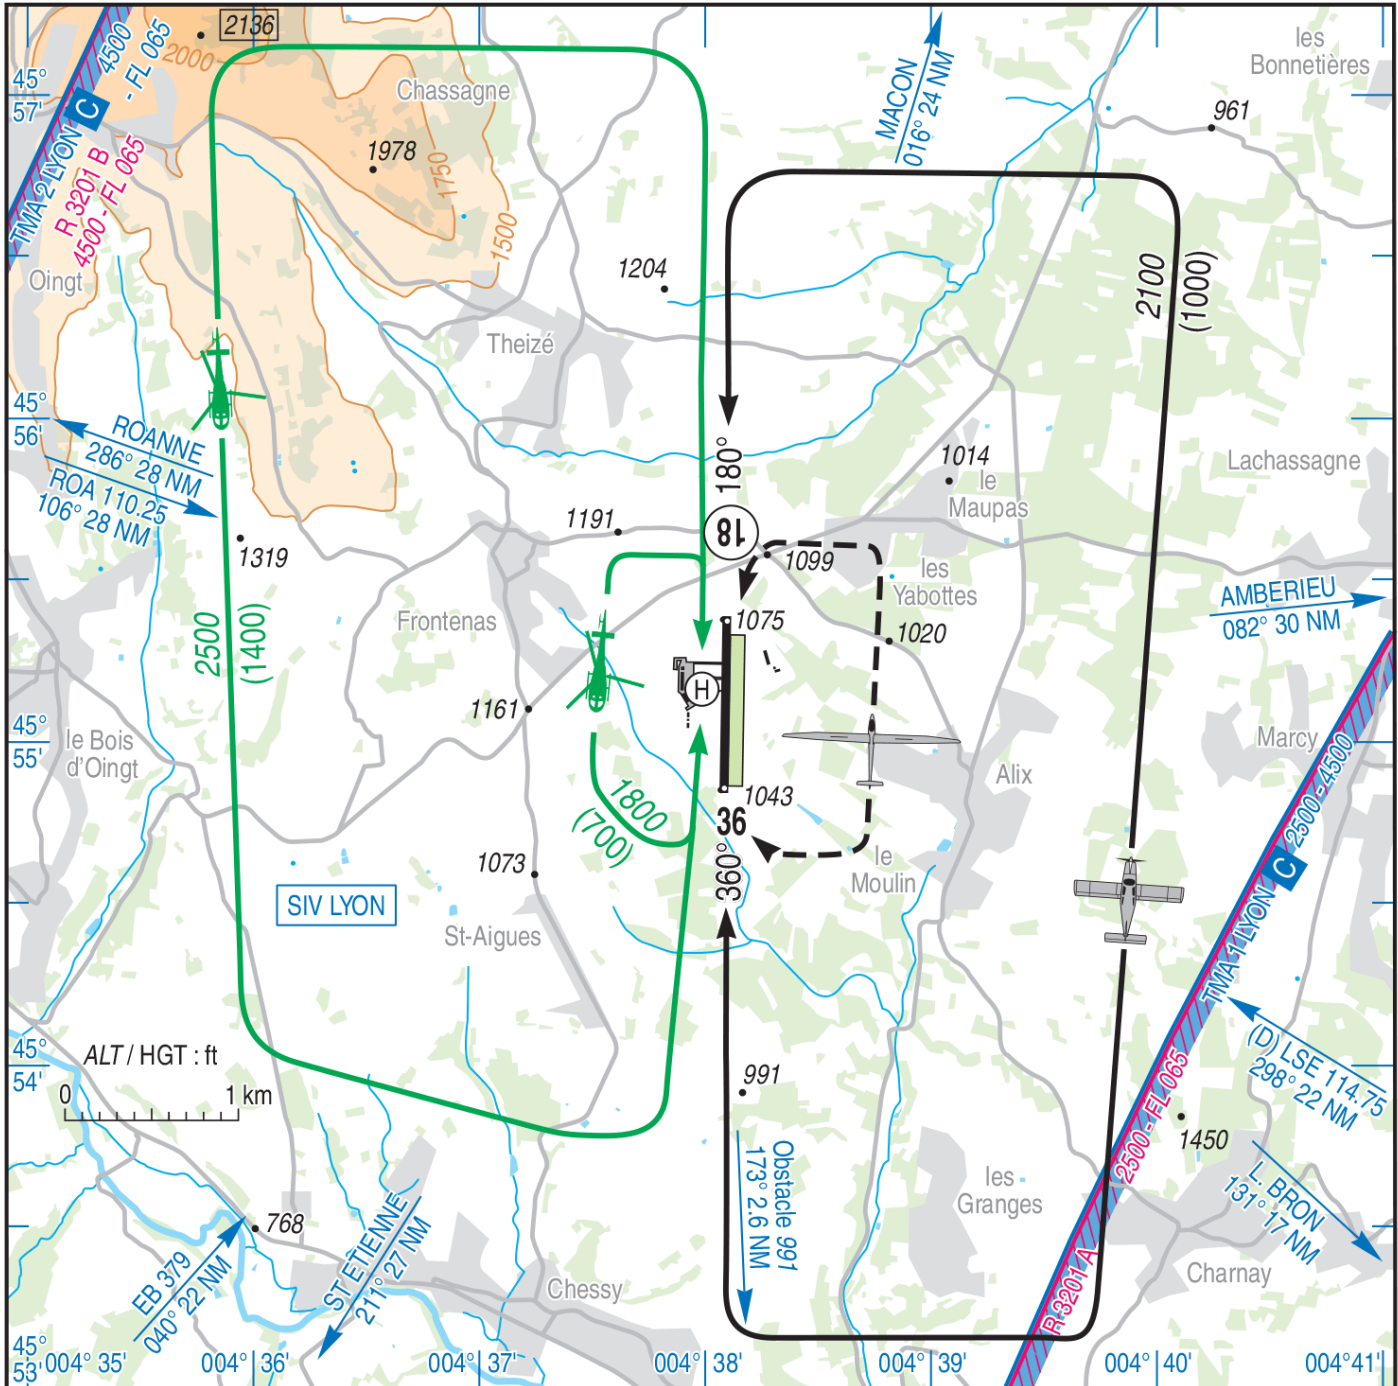 2136
2000
4500
- FL 065
45°
57'
C
TMA 2 LYON
R 3201 B
4500 - FL 065
Oingt
Chassagne
1978
1750
1500
MACON
016° 24 NM
les
Bonnetières
961
1204
Theizé
2100
(1000)
45°
56'
ROANNE
286° 28 NM
ROA 110.25
106° 28 NM
1319
1191
180°
18
1014
le
Maupas
Lachassagne
1099
les
Yabottes
1020
AMBERIEU
082° 30 NM
Frontenas
2500
(1400)
1075
H
1161
45°
55'
le Bois
d'Oingt
1800
(700)
1043
36
360°
Alix
Marcy
2500 - 4500
C
TMA 1 LYON
le
Moulin
1073
SIV LYON
St-Aigues
45°
54'
ALT / HGT : ft
0
1 km
991
Obstacle 991
173° 2.6 NM
(D) LSE 114.75
298° 22 NM
2500 - FL 065
R 3201 A
1450
les
Granges
L. BRON
131° 17 NM
Charnay
768
EB 379
040° 22 NM
ST ETIENNE
211° 27 NM
Chessy
45°
53'
004° 35'
004° 36'
004° 37'
004° 38'
004° 39'
004° 40'
004° 41'